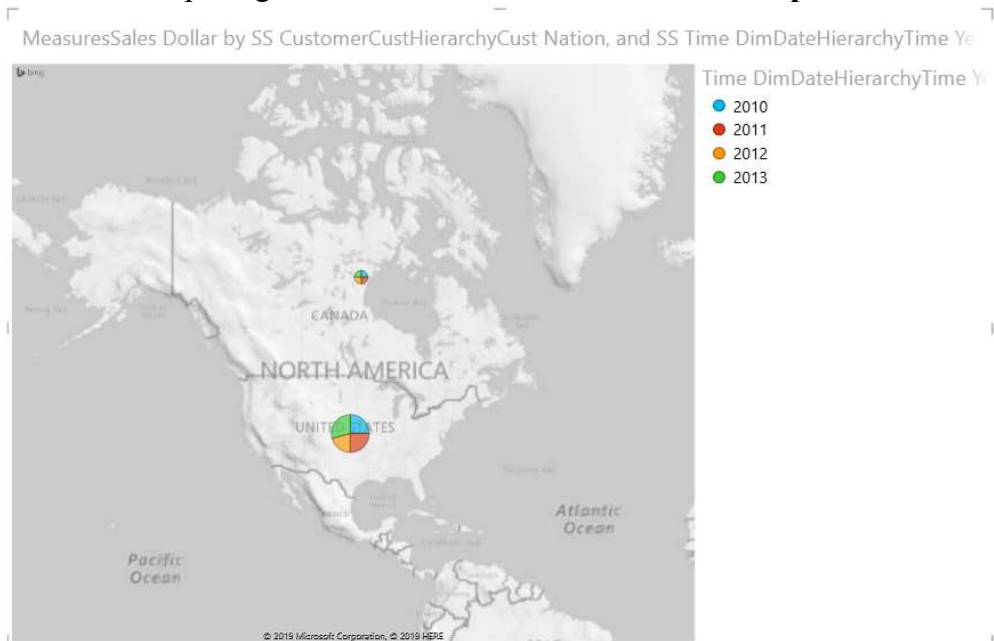 MeasuresSales Dollar by SS CustomerCustHierarchyCust Nation, and SS Time DimDateHierarchyTime Ye
bing
Time DimDateHierarchyTime Y
2010
2011
2012
2013
CANADA
NORTH AMERICA
UNITED STATES
Atlantic
Ocean
Pacific
Ocean
© 2019 Microsoft Corporation, © 2019 HERE